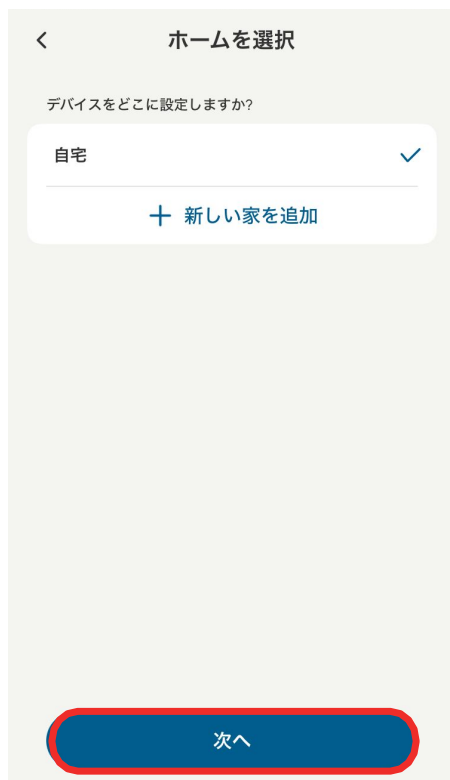 ホームを選択
デバイスをどこに設定しますか?
自宅
新しい家を追加
次へ